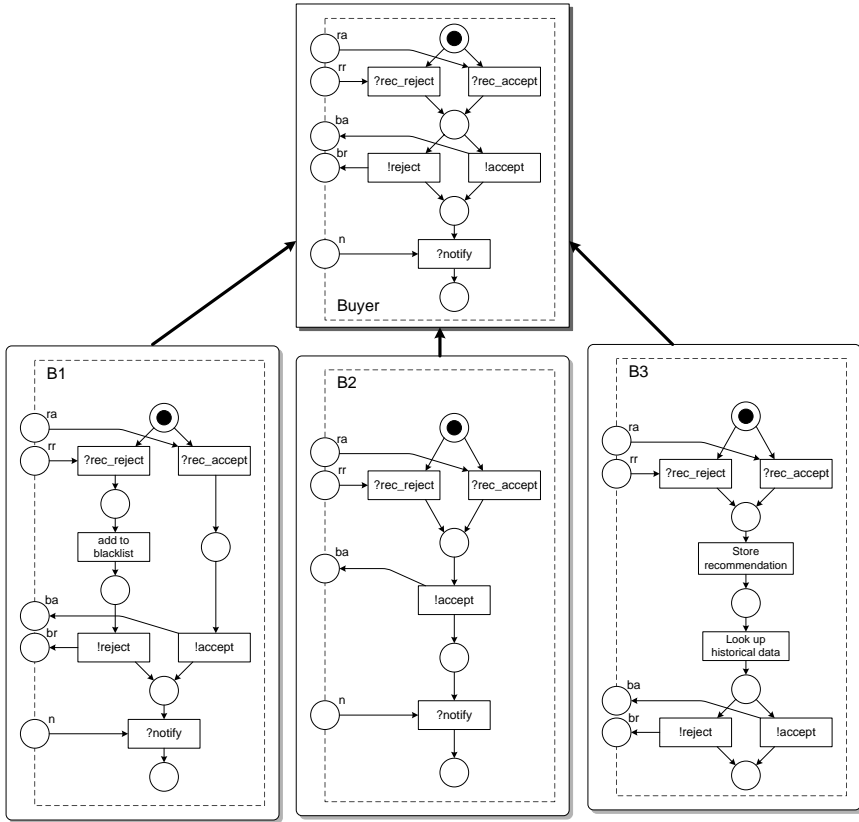 ra
rr
?rec_reject
?rec_accept
ba
br
!reject
!accept
n
?notify
Buyer
B1
ra
rr
?rec_reject
?rec_accept
add to
blacklist
ba
br
!reject
!accept
n
?notify
B2
ra
rr
?rec_reject
?rec_accept
ba
!accept
n
?notify
B3
ra
rr
?rec_reject
?rec_accept
Store
recommendation
Look up
historical data
ba
br
!reject
!accept